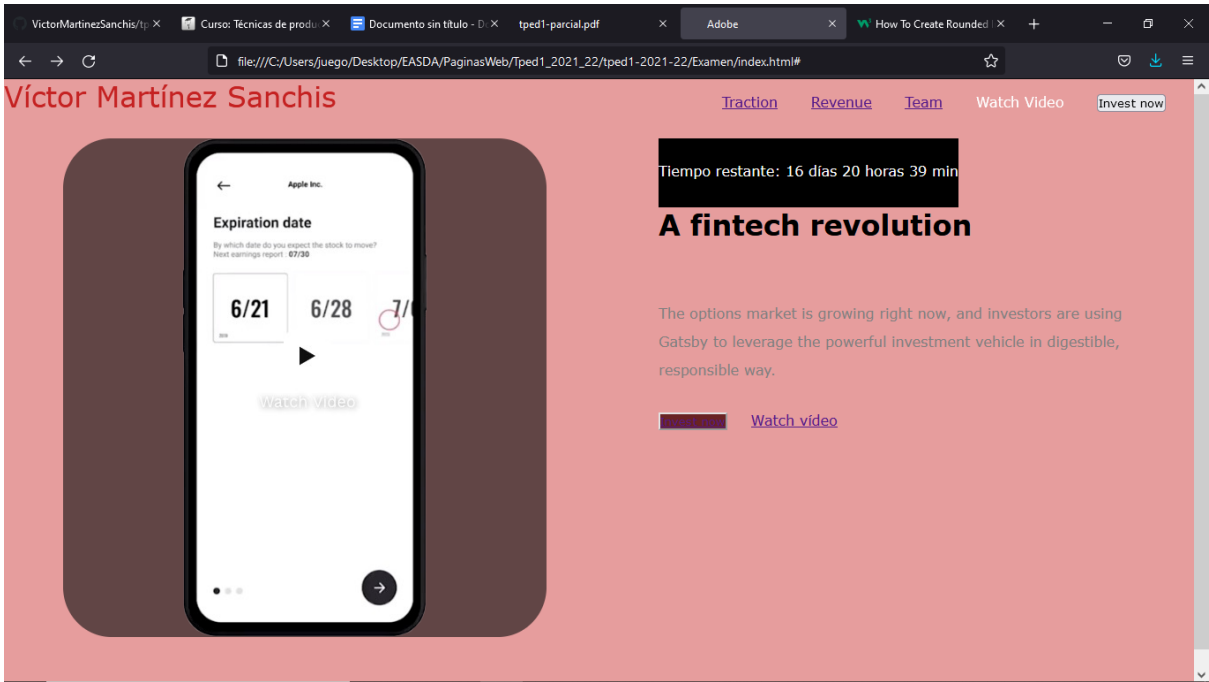 VictorMartinezSanchis/tp
Curso: Técnicas de produc
Documento sin título - Do
tped1-parcial.pdf
Adobe
How To Create Rounded I
file:///C:/Users/juego/Desktop/EASDA/PaginasWeb/Tped1_2021_22/tped1-2021-22/Examen/index.html#
Víctor Martínez Sanchis
Traction Revenue Team Watch Video Invest now
Apple Inc.
Expiration date
By which date do you expect the stock to move?
Next earnings report : 07/30
6/21 6/28 7/
Watch video
Tiempo restante: 16 días 20 horas 39 min
A fintech revolution
The options market is growing right now, and investors are using
Gatsby to leverage the powerful investment vehicle in digestible,
responsible way.
Invest now Watch vídeo